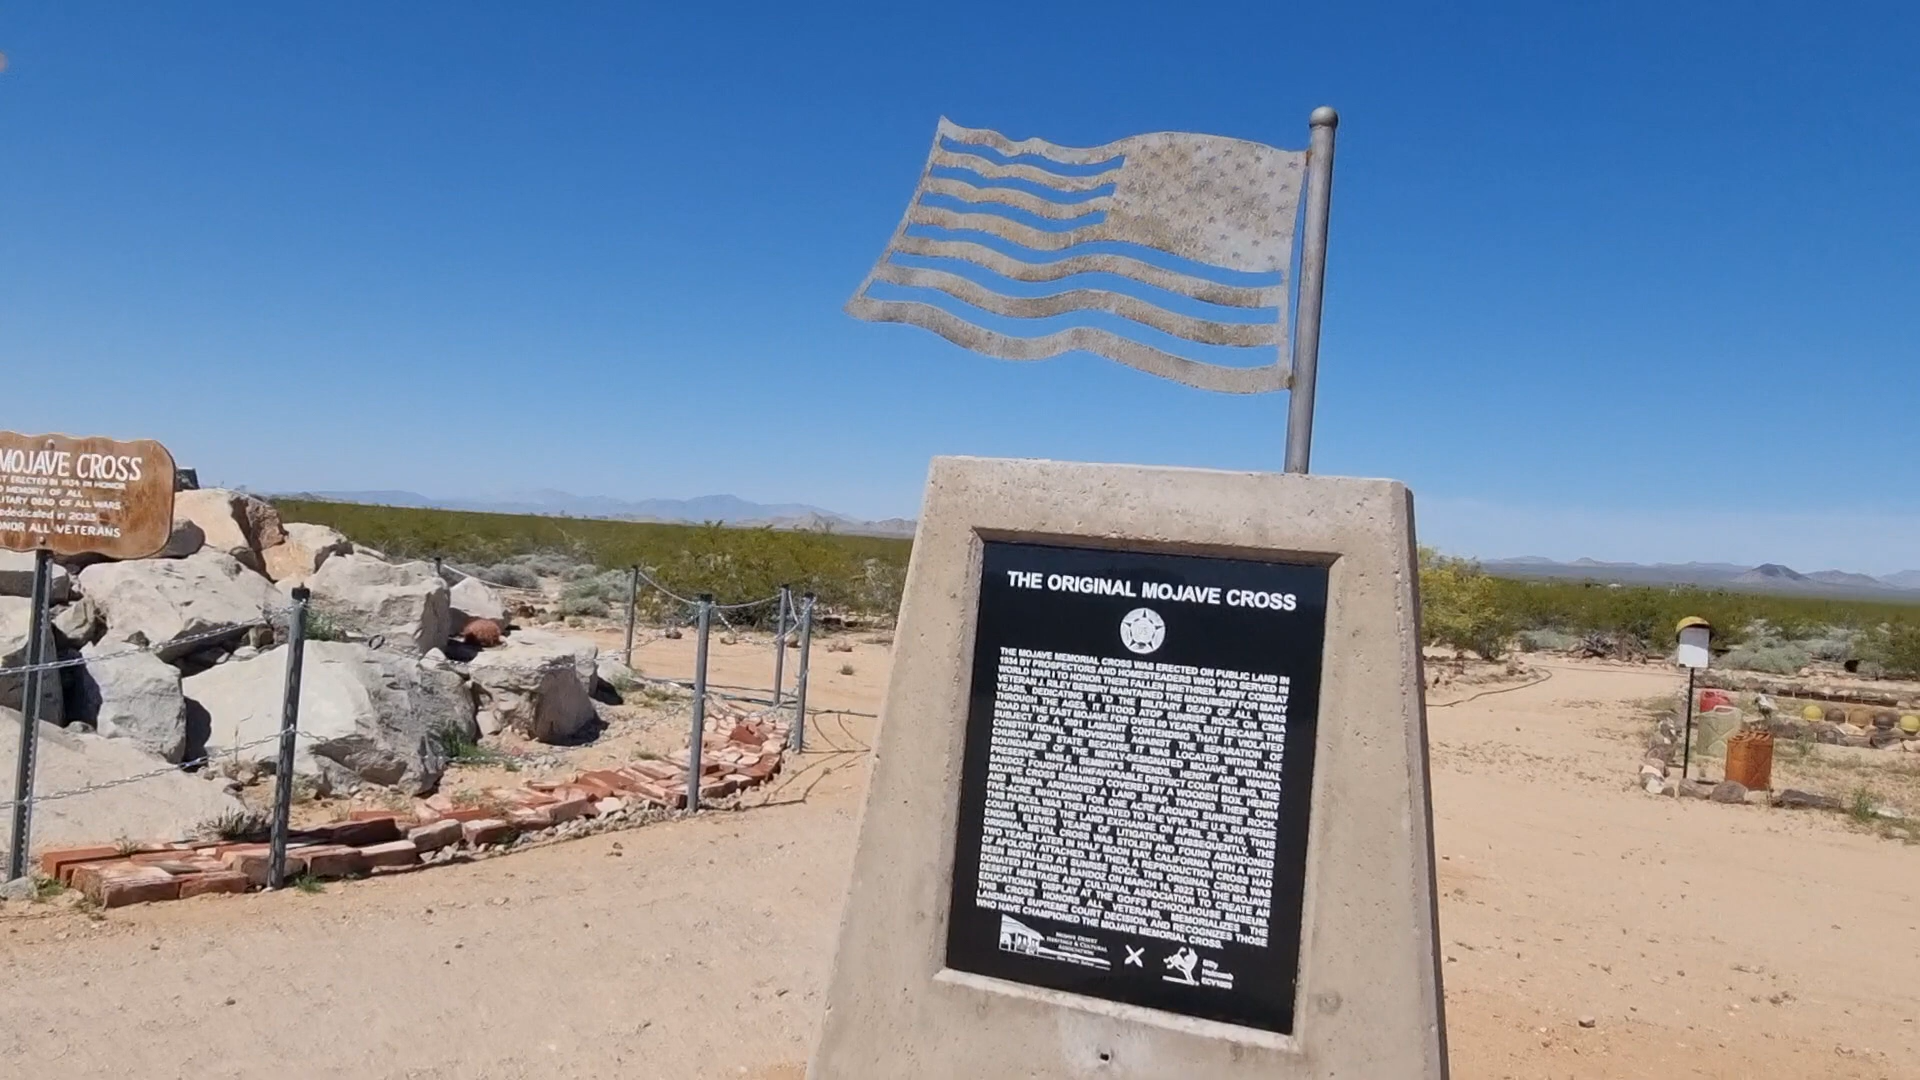 MOJAVE CROSS
ERECTED IN 1934 IN HONOR
MEMORY OF ALL
MILITARY DEAD OF ALL WARS
rededicated in 2023
HONOR ALL VETERANS
THE ORIGINAL MOJAVE CROSS
THE MOJAVE MEMORIAL CROSS WAS ERECTED ON PUBLIC LAND IN
1934 BY PROSPECTORS AND HOMESTEADERS WHO HAD SERVED IN
WORLD WAR I TO HONOR THEIR FALLEN BRETHREN. ARMY COMBAT
VETERAN J. RILEY BEMBRY MAINTAINED THE MONUMENT FOR MANY
YEARS, DEDICATING IT TO THE MILITARY DEAD OF ALL WARS
THROUGH THE AGES. IT STOOD ATOP SUNRISE ROCK ON CIMA
ROAD IN THE EAST MOJAVE FOR OVER 60 YEARS, BUT BECAME THE
SUBJECT OF A 2001 LAWSUIT CONTENDING THAT IT VIOLATED
CONSTITUTIONAL PROVISIONS AGAINST THE SEPARATION OF
CHURCH AND STATE BECAUSE IT WAS LOCATED WITHIN THE
BOUNDARIES OF THE NEWLY-DESIGNATED MOJAVE NATIONAL
PRESERVE. WHILE BEMBRY'S FRIENDS, HENRY AND WANDA
SANDOZ, FOUGHT AN UNFAVORABLE DISTRICT COURT RULING, THE
MOJAVE CROSS REMAINED COVERED BY A WOODEN BOX. HENRY
AND WANDA ARRANGED A LAND SWAP, TRADING THEIR OWN
FIVE-ACRE INHOLDING FOR ONE ACRE AROUND SUNRISE ROCK.
THIS PARCEL WAS THEN DONATED TO THE VFW. THE U.S. SUPREME
COURT RATIFIED THE LAND EXCHANGE ON APRIL 28, 2010, THUS
ENDING ELEVEN YEARS OF LITIGATION. SUBSEQUENTLY, THE
ORIGINAL METAL CROSS WAS STOLEN AND FOUND ABANDONED
TWO YEARS LATER IN HALF MOON BAY, CALIFORNIA WITH A NOTE
OF APOLOGY ATTACHED. BY THEN, A REPRODUCTION CROSS HAD
BEEN INSTALLED AT SUNRISE ROCK. THIS ORIGINAL CROSS WAS
DONATED BY WANDA SANDOZ ON MARCH 16, 2022 TO THE MOJAVE
DESERT HERITAGE AND CULTURAL ASSOCIATION TO CREATE AN
EDUCATIONAL DISPLAY AT THE GOFFS SCHOOLHOUSE MUSEUM.
THIS CROSS HONORS ALL VETERANS, MEMORIALIZES THE
LANDMARK SUPREME COURT DECISION, AND RECOGNIZES THOSE
WHO HAVE CHAMPIONED THE MOJAVE MEMORIAL CROSS.
MOJAVE DESERT
HERITAGE & CULTURAL
ASSOCIATION
Billy
Holcomb
ECV1069